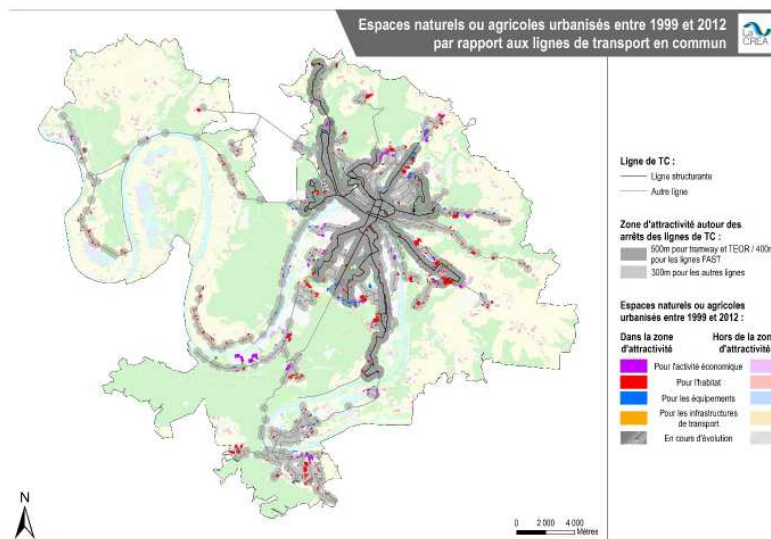 Espaces naturels ou agricoles urbanisés entre 1999 et 2012
par rapport aux lignes de transport en commun
La
CREA
Ligne de TC :
Ligne structurante
Autre ligne
Zone d'attractivité autour des
arrêts des lignes de TC :
500m pour tramway et TEOR / 400m
pour les lignes FAST
300m pour les autres lignes
Espaces naturels ou agricoles
urbanisés entre 1999 et 2012 :
Dans la zone
d'attractivité
Hors de la zon
d'attractivité
Pour l'activité économique
Pour l'habitat
Pour les équipements
Pour les infrastructures
de transport
En cours d'évolution
N
0 2 000 4 000
Mètres